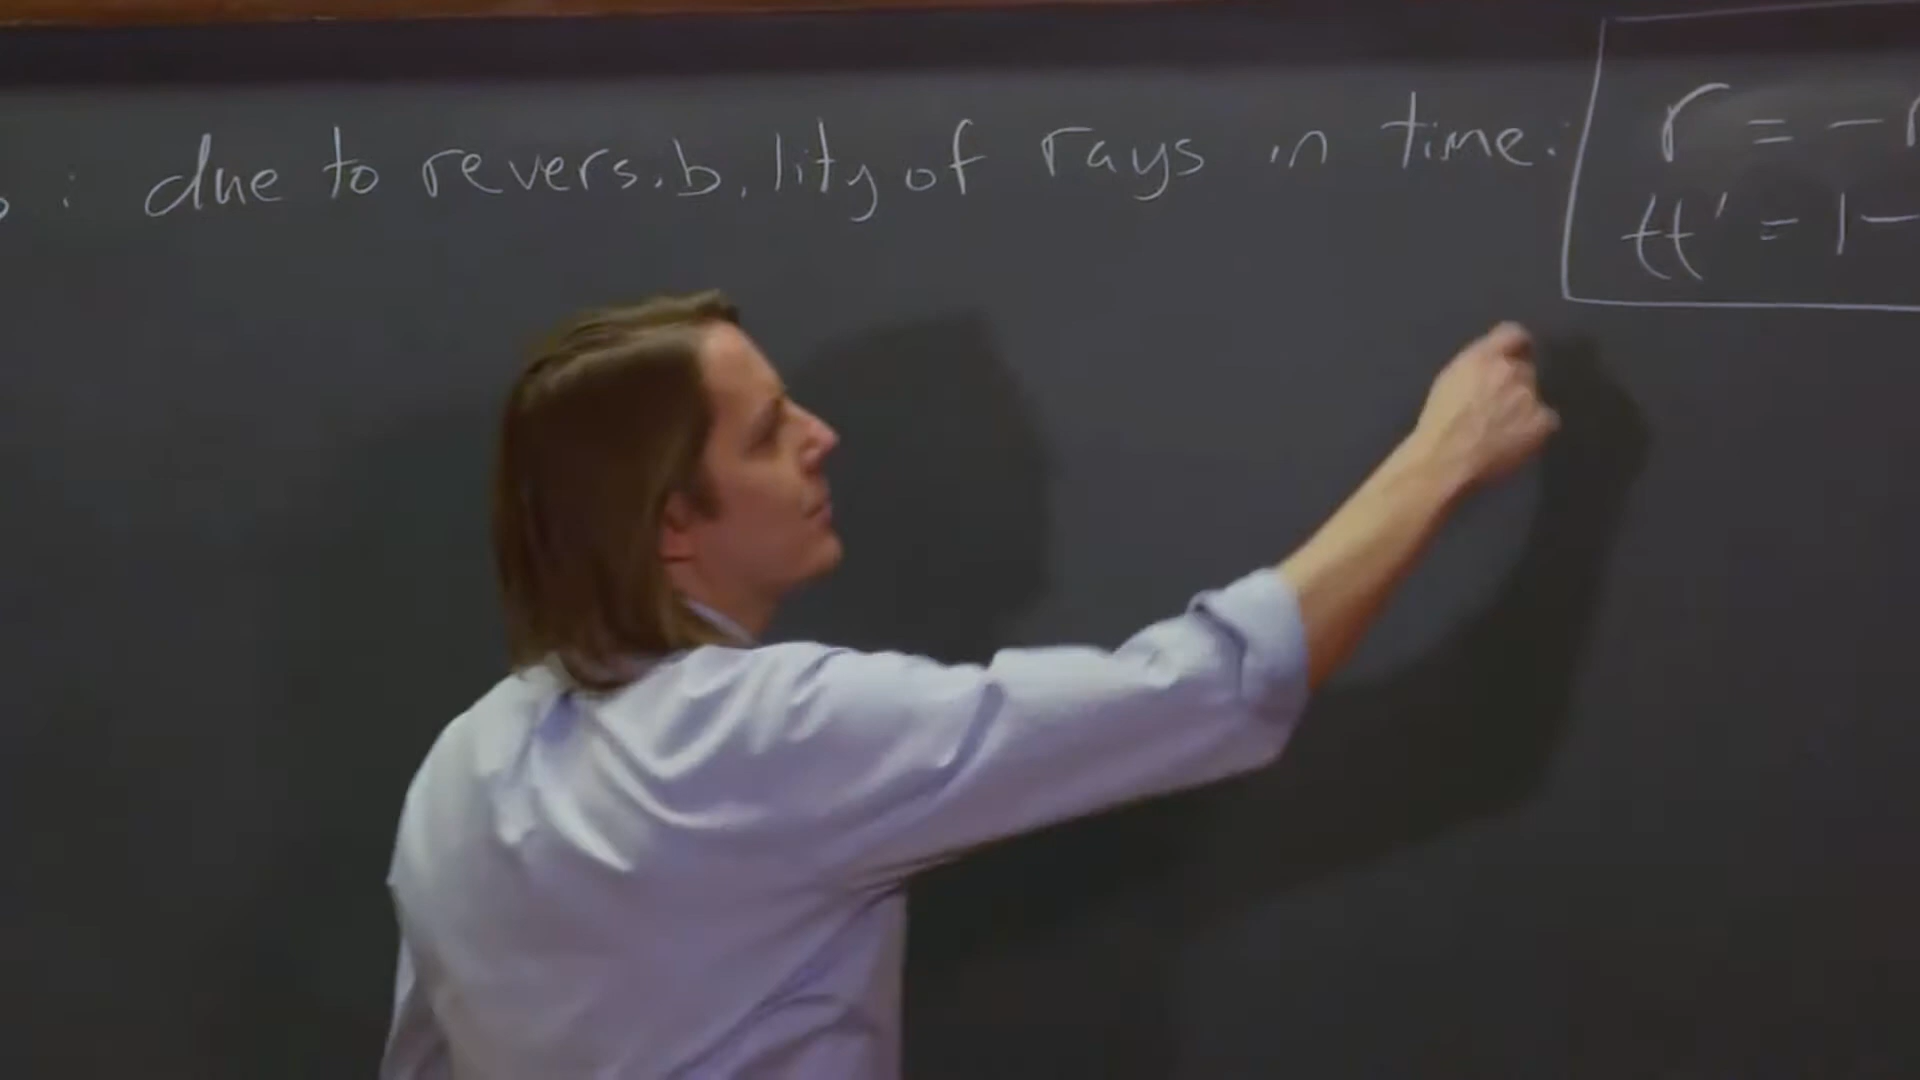 : due to reversibility of rays in time:
r = -
tt' = 1-